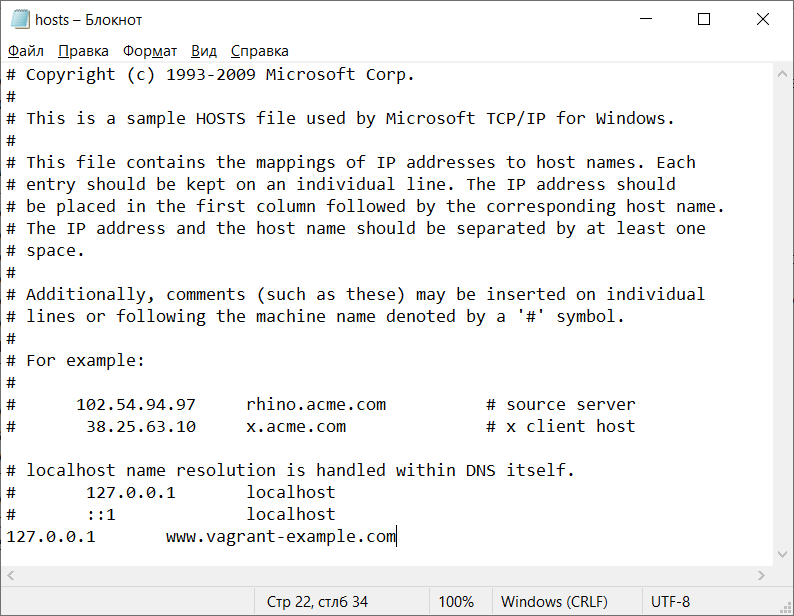 hosts – Блокнот
Файл Правка Формат Вид Справка
# Copyright (c) 1993-2009 Microsoft Corp.
#
# This is a sample HOSTS file used by Microsoft TCP/IP for Windows.
#
# This file contains the mappings of IP addresses to host names. Each
# entry should be kept on an individual line. The IP address should
# be placed in the first column followed by the corresponding host name.
# The IP address and the host name should be separated by at least one
# space.
#
# Additionally, comments (such as these) may be inserted on individual
# lines or following the machine name denoted by a '#' symbol.
#
# For example:
#
#      102.54.94.97     rhino.acme.com          # source server
#       38.25.63.10     x.acme.com              # x client host

# localhost name resolution is handled within DNS itself.
#       127.0.0.1       localhost
#       ::1             localhost
127.0.0.1       www.vagrant-example.com
Стр 22, стлб 34 100% Windows (CRLF) UTF-8